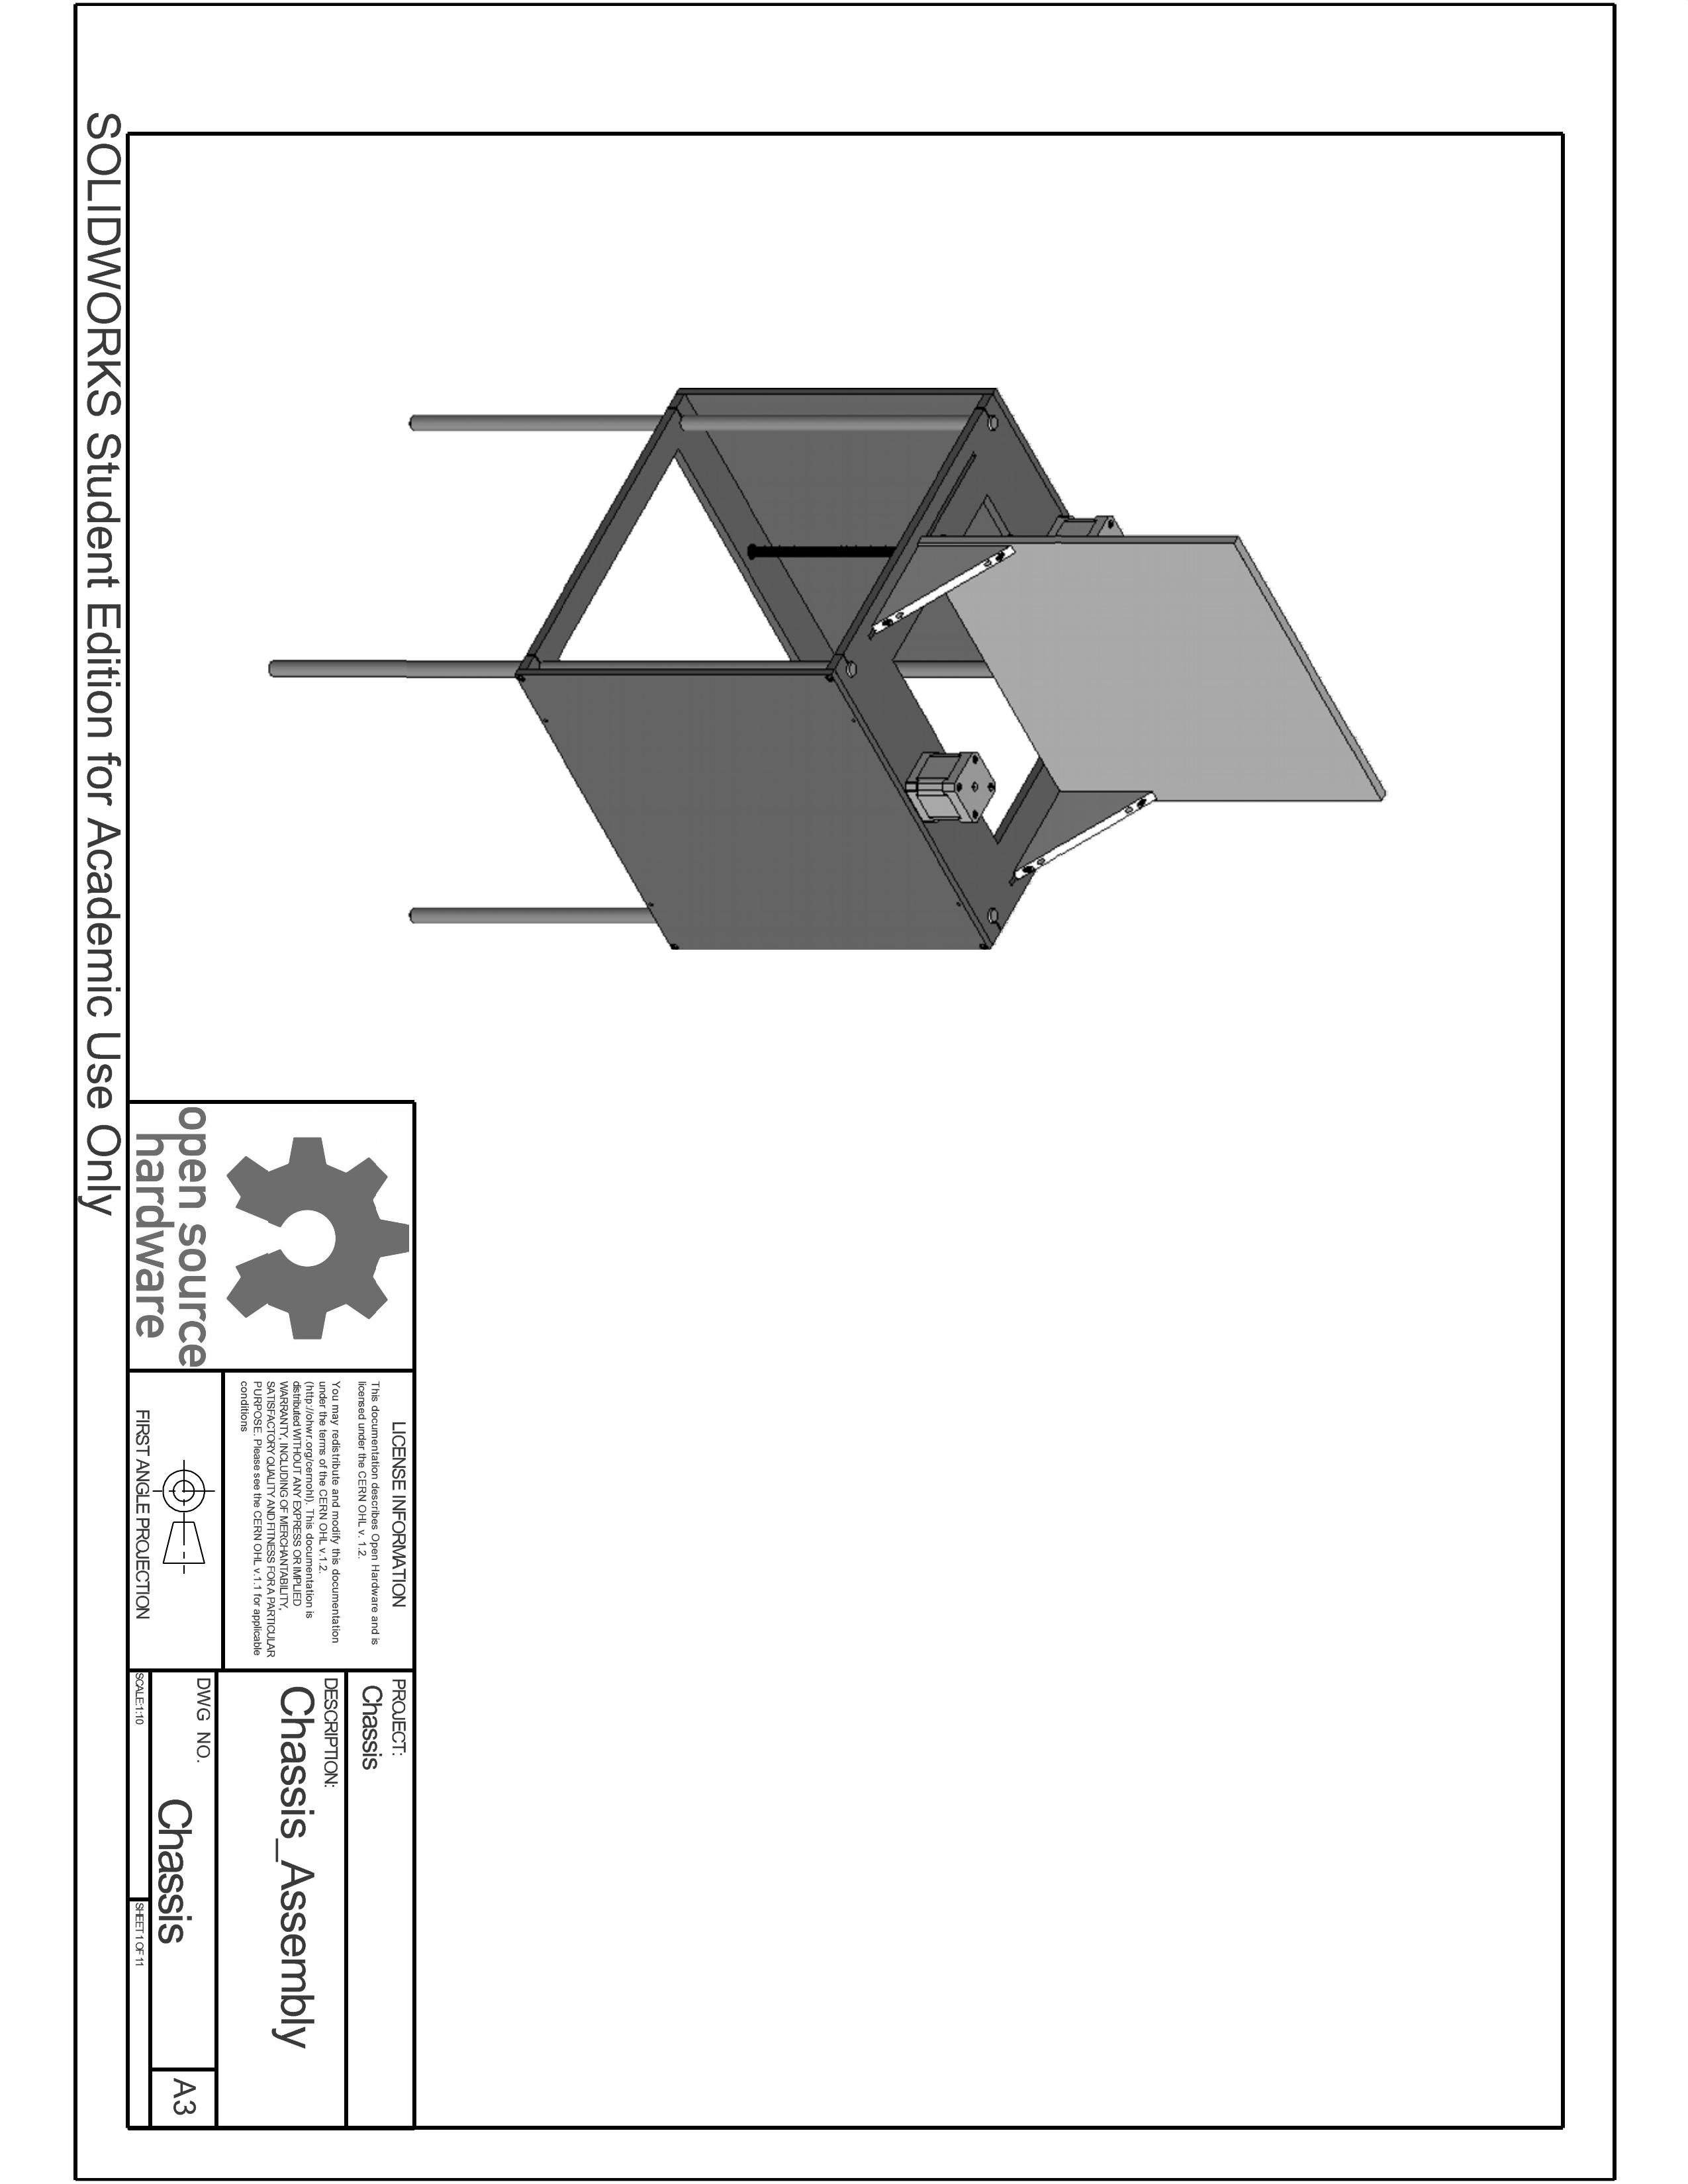 open source
hardware
LICENSE INFORMATION
This documentation describes Open Hardware and is
licensed under the CERN OHL v. 1.2.
You may redistribute and modify this documentation
under the terms of the CERN OHL v.1.2.
(http://ohwr.org/cernohl). This documentation is
distributed WITHOUT ANY EXPRESS OR IMPLIED
WARRANTY, INCLUDING OF MERCHANTABILITY,
SATISFACTORY QUALITY AND FITNESS FOR A PARTICULAR
PURPOSE. Please see the CERN OHL v.1.1 for applicable
conditions
FIRST ANGLE PROJECTION
PROJECT:
Chassis
DESCRIPTION:
Chassis_Assembly
DWG NO.
Chassis
A3
SCALE:1:10
SHEET 1 OF 11
SOLIDWORKS Student Edition for Academic Use Only